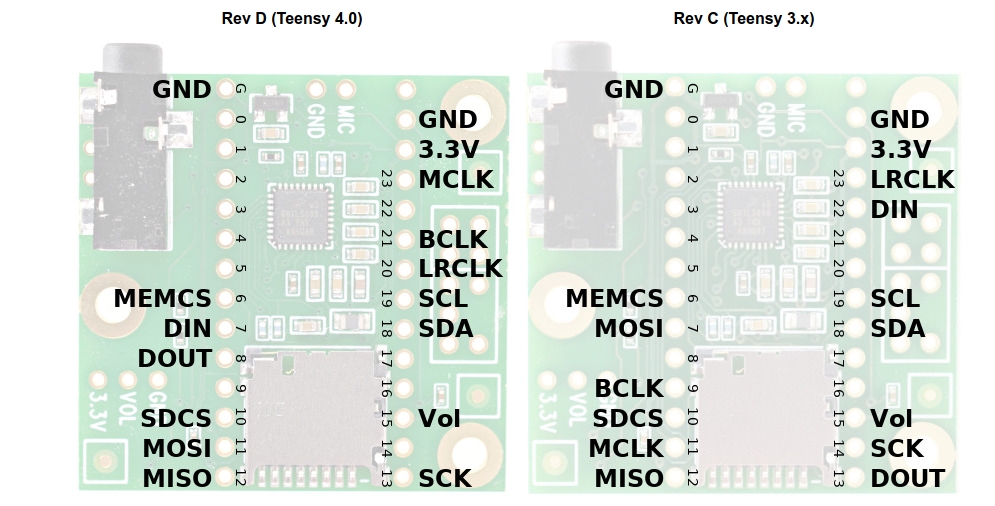 Rev D (Teensy 4.0)
Rev C (Teensy 3.x)
GND
G
0
1
2
3
4
5
MEMCS 6
DIN 7
DOUT 8
9
SDCS 10
MOSI 11
MISO 12
GND
MIC
GND
3.3V
23 MCLK
22
21 BCLK
20 LRCLK
19 SCL
18 SDA
17
16
15 Vol
14
13 SCK
3.3V
VOL
GND
G
0
1
2
3
4
5
MEMCS 6
MOSI 7
8
BCLK 9
SDCS 10
MCLK 11
MISO 12
GND
MIC
GND
3.3V
23 LRCLK
22 DIN
21
20
19 SCL
18 SDA
17
16
15 Vol
14 SCK
13 DOUT
3.3V
VOL